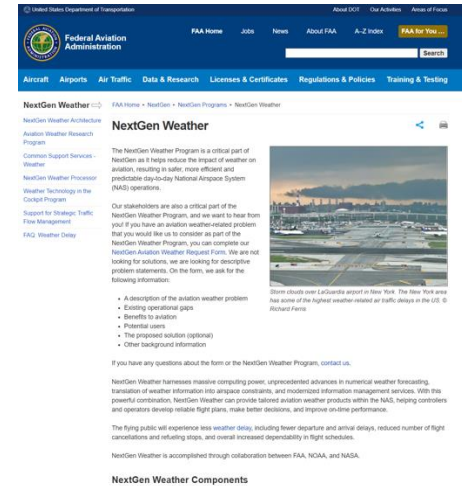 United States Department of Transportation
About DOT Our Activities Areas of Focus
Federal Aviation
Administration
FAA Home Jobs News About FAA A-Z Index FAA for You ...
Search
Aircraft Airports Air Traffic Data & Research Licenses & Certificates Regulations & Policies Training & Testing
NextGen Weather
NextGen Weather Architecture
Aviation Weather Research
Program
Common Support Services -
Weather
NextGen Weather Processor
Weather Technology in the
Cockpit Program
Support for Strategic Traffic
Flow Management
FAQ: Weather Delay
FAA Home • NextGen • NextGen Programs • NextGen Weather
NextGen Weather
The NextGen Weather Program is a critical part of
NextGen as it helps reduce the impact of weather on
aviation, resulting in safer, more efficient and
predictable day-to-day National Airspace System
(NAS) operations.
Our stakeholders are also a critical part of the
NextGen Weather Program, and we want to hear from
you! If you have an aviation weather-related problem
that you would like us to consider as part of the
NextGen Weather Program, you can complete our
NextGen Aviation Weather Request Form. We are not
looking for solutions, we are looking for descriptive
problem statements. On the form, we ask for the
following information:
• A description of the aviation weather problem
• Existing operational gaps
• Benefits to aviation
• Potential users
• The proposed solution (optional)
• Other background information
Storm clouds over LaGuardia airport in New York. The New York area
has some of the highest weather-related air traffic delays in the US. ©
Richard Ferris
If you have any questions about the form or the NextGen Weather Program, contact us.
NextGen Weather harnesses massive computing power, unprecedented advances in numerical weather forecasting,
translation of weather information into airspace constraints, and modernized information management services. With this
powerful combination, NextGen Weather can provide tailored aviation weather products within the NAS, helping controllers
and operators develop reliable flight plans, make better decisions, and improve on-time performance.
The flying public will experience less weather delay, including fewer departure and arrival delays, reduced number of flight
cancellations and refueling stops, and overall increased dependability in flight schedules.
NextGen Weather is accomplished through collaboration between FAA, NOAA, and NASA.
NextGen Weather Components